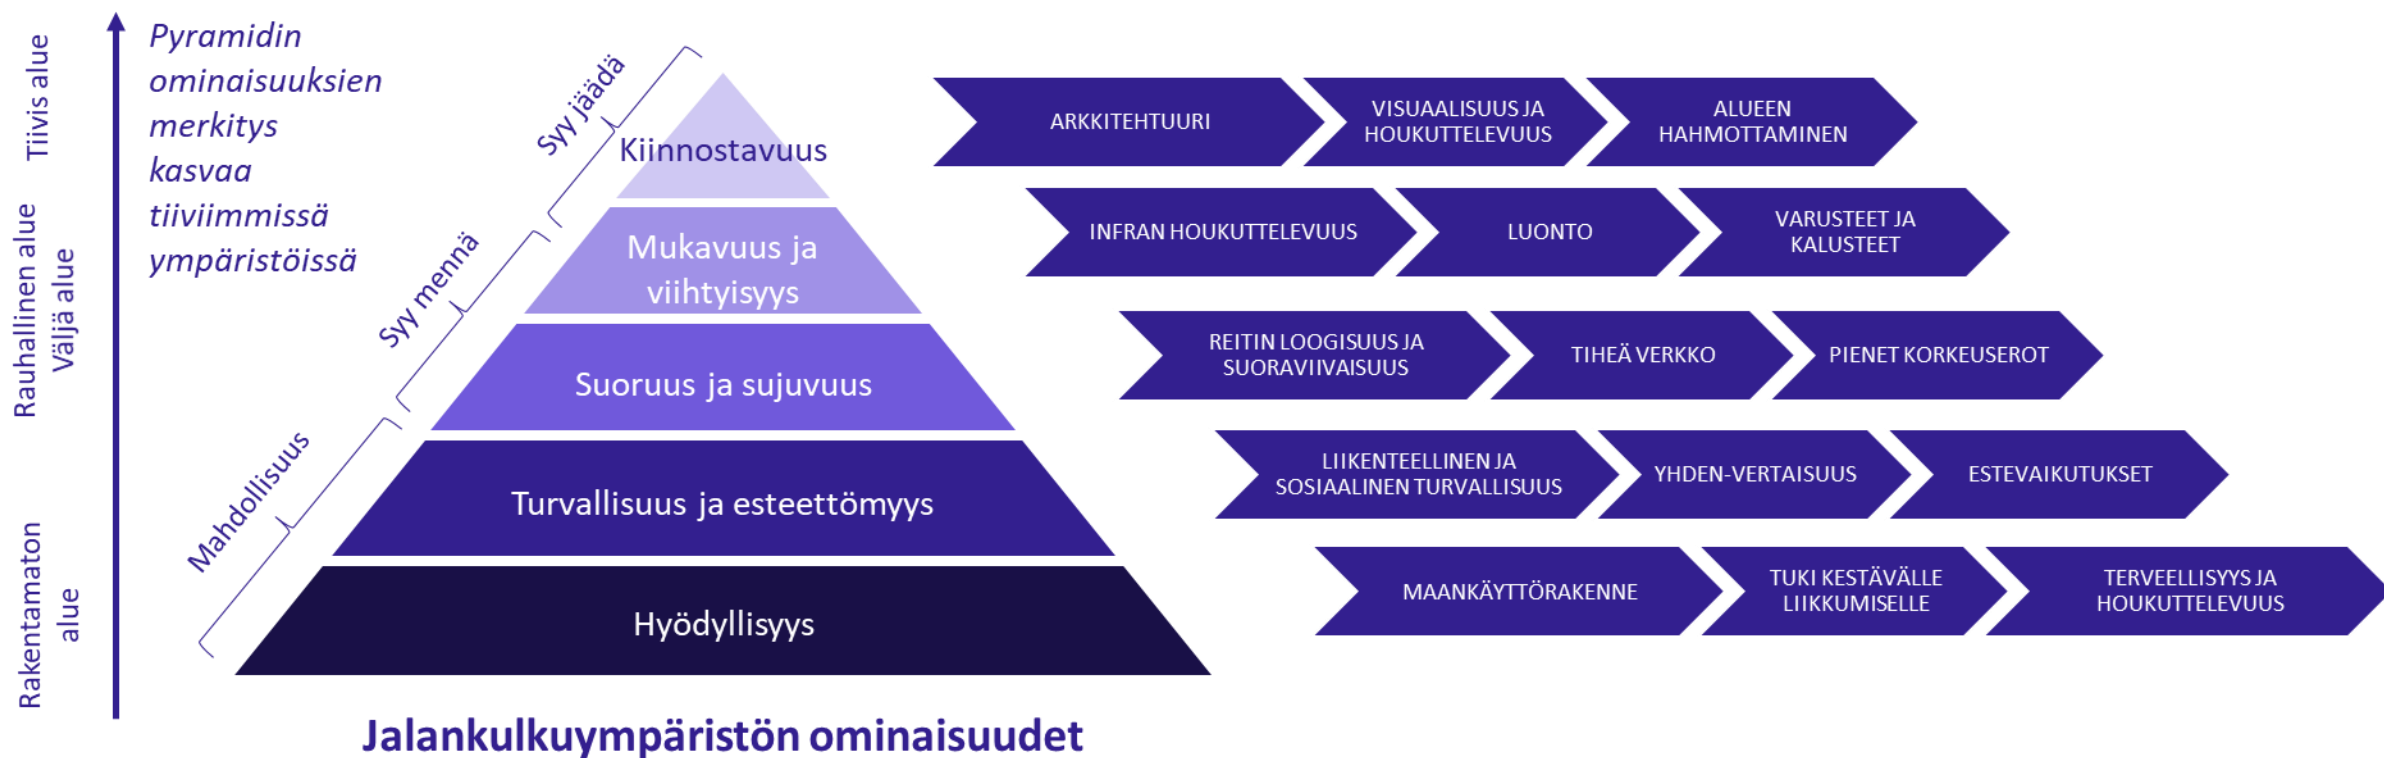 Tiivis alue
Rauhallinen alue
Väljä alue
Rakentamaton
alue
Pyramidin
ominaisuuksien
merkitys
kasvaa
tiiviimmissä
ympäristöissä
Syy jäädä
Syy mennä
Mahdollisuus
Kiinnostavuus
Mukavuus ja
viihtyisyys
Suoruus ja sujuvuus
Turvallisuus ja esteettömyys
Hyödyllisyys
ARKKITEHTUURI
VISUAALISUUS JA
HOUKUTTELEVUUS
ALUEEN
HAHMOTTAMINEN
INFRAN HOUKUTTELEVUUS
LUONTO
VARUSTEET JA
KALUSTEET
REITIN LOOGISUUS JA
SUORAVIIVAISUUS
TIHEÄ VERKKO
PIENET KORKEUSEROT
LIIKENTEELLINEN JA
SOSIAALINEN TURVALLISUUS
YHDEN-VERTAISUUS
ESTEVAIKUTUKSET
MAANKÄYTTÖRAKENNE
TUKI KESTÄVÄLLE
LIIKKUMISELLE
TERVEELLISYYS JA
HOUKUTTELEVUUS
Jalankulkuympäristön ominaisuudet